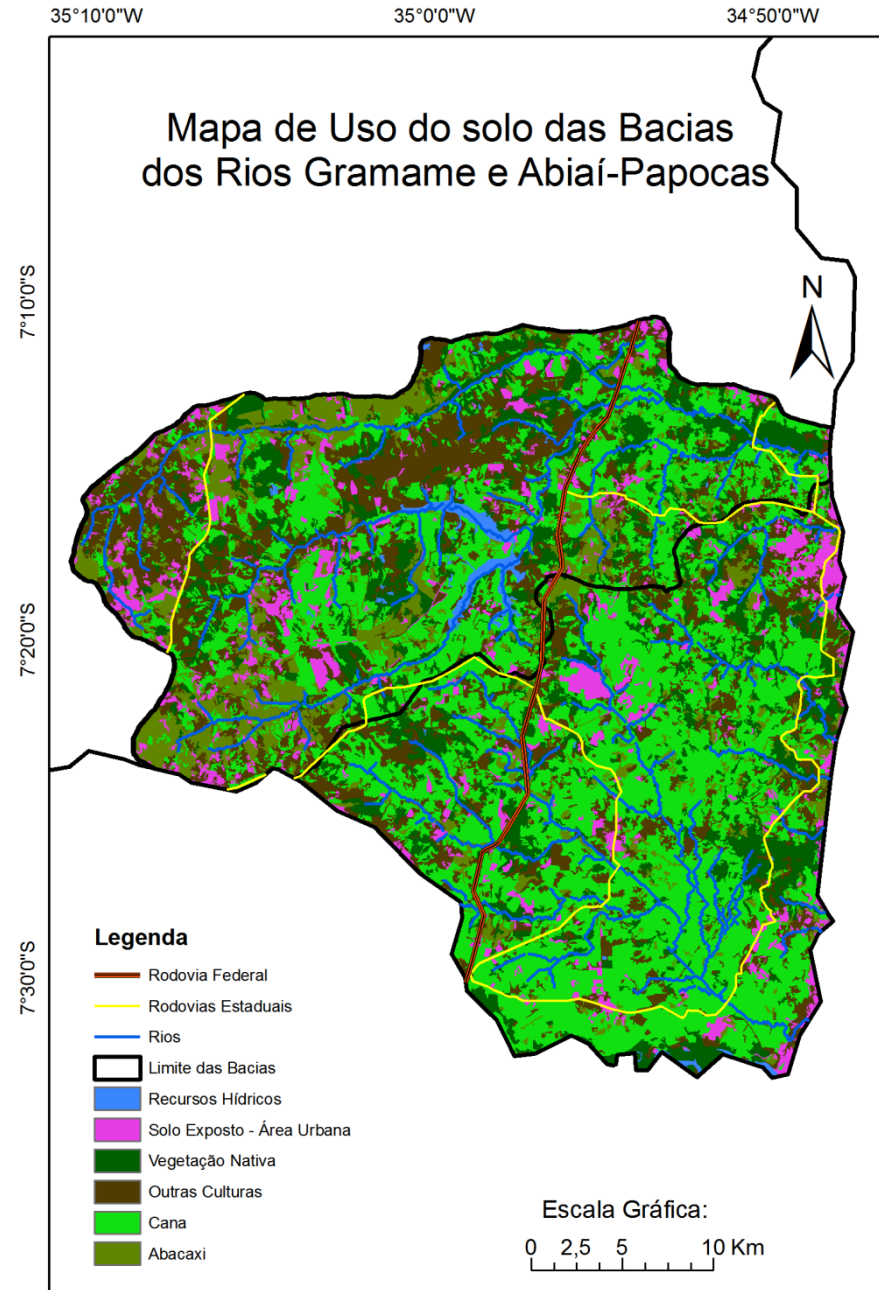 35°10'0"W
35°0'0"W
34°50'0"W
Mapa de Uso do solo das Bacias
dos Rios Gramame e Abiaí-Papocas
7°10'0"S
N
7°20'0"S
7°30'0"S
Legenda
Rodovia Federal
Rodovias Estaduais
Rios
Limite das Bacias
Recursos Hídricos
Solo Exposto - Área Urbana
Vegetação Nativa
Outras Culturas
Cana
Abacaxi
Escala Gráfica:
0 2,5 5 10 Km